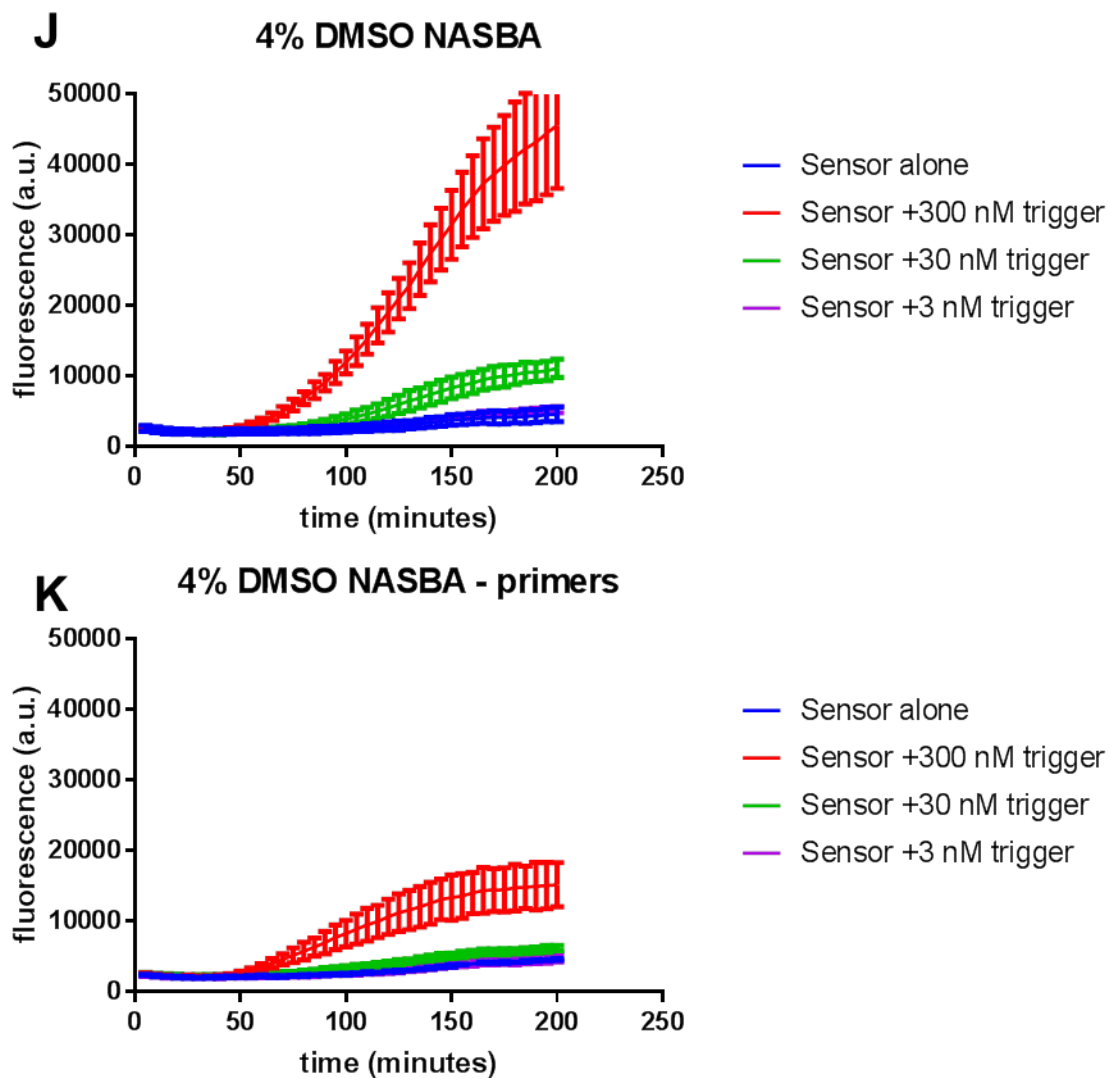 J
4% DMSO NASBA
50000
40000
30000
20000
10000
0
fluorescence (a.u.)
0 50 100 150 200 250
time (minutes)
Sensor alone
Sensor +300 nM trigger
Sensor +30 nM trigger
Sensor +3 nM trigger
K
4% DMSO NASBA - primers
50000
40000
30000
20000
10000
0
fluorescence (a.u.)
0 50 100 150 200 250
time (minutes)
Sensor alone
Sensor +300 nM trigger
Sensor +30 nM trigger
Sensor +3 nM trigger